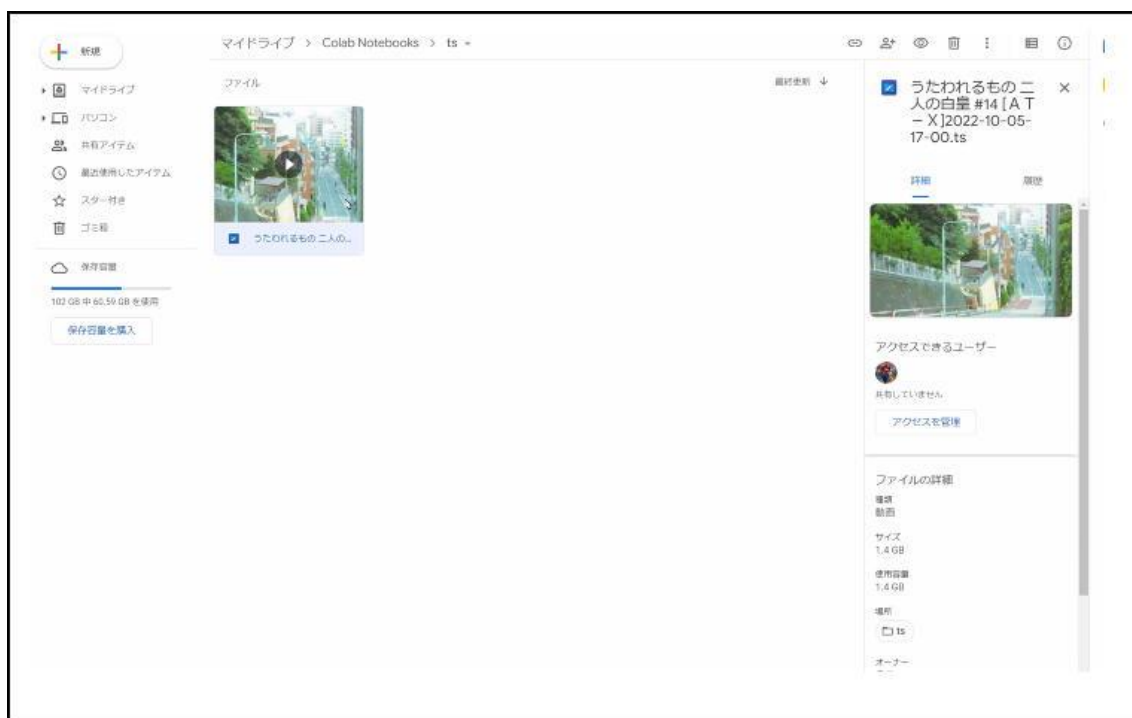 新規
マイドライブ
パソコン
共有アイテム
最近使用したアイテム
スター付き
ゴミ箱
保存容量
102 GB 中 60.59 GB を使用
保存容量を購入
マイドライブ > Colab Notebooks > ts
ファイル
最終更新
うたわれるもの 二人の...
うたわれるもの 二
人の白皇 #14 [ A T
– X ]2022-10-05-
17-00.ts
詳細
履歴
アクセスできるユーザー
共有していません
アクセスを管理
ファイルの詳細
種類
動画
サイズ
1.4 GB
使用容量
1.4 GB
場所
ts
オーナー